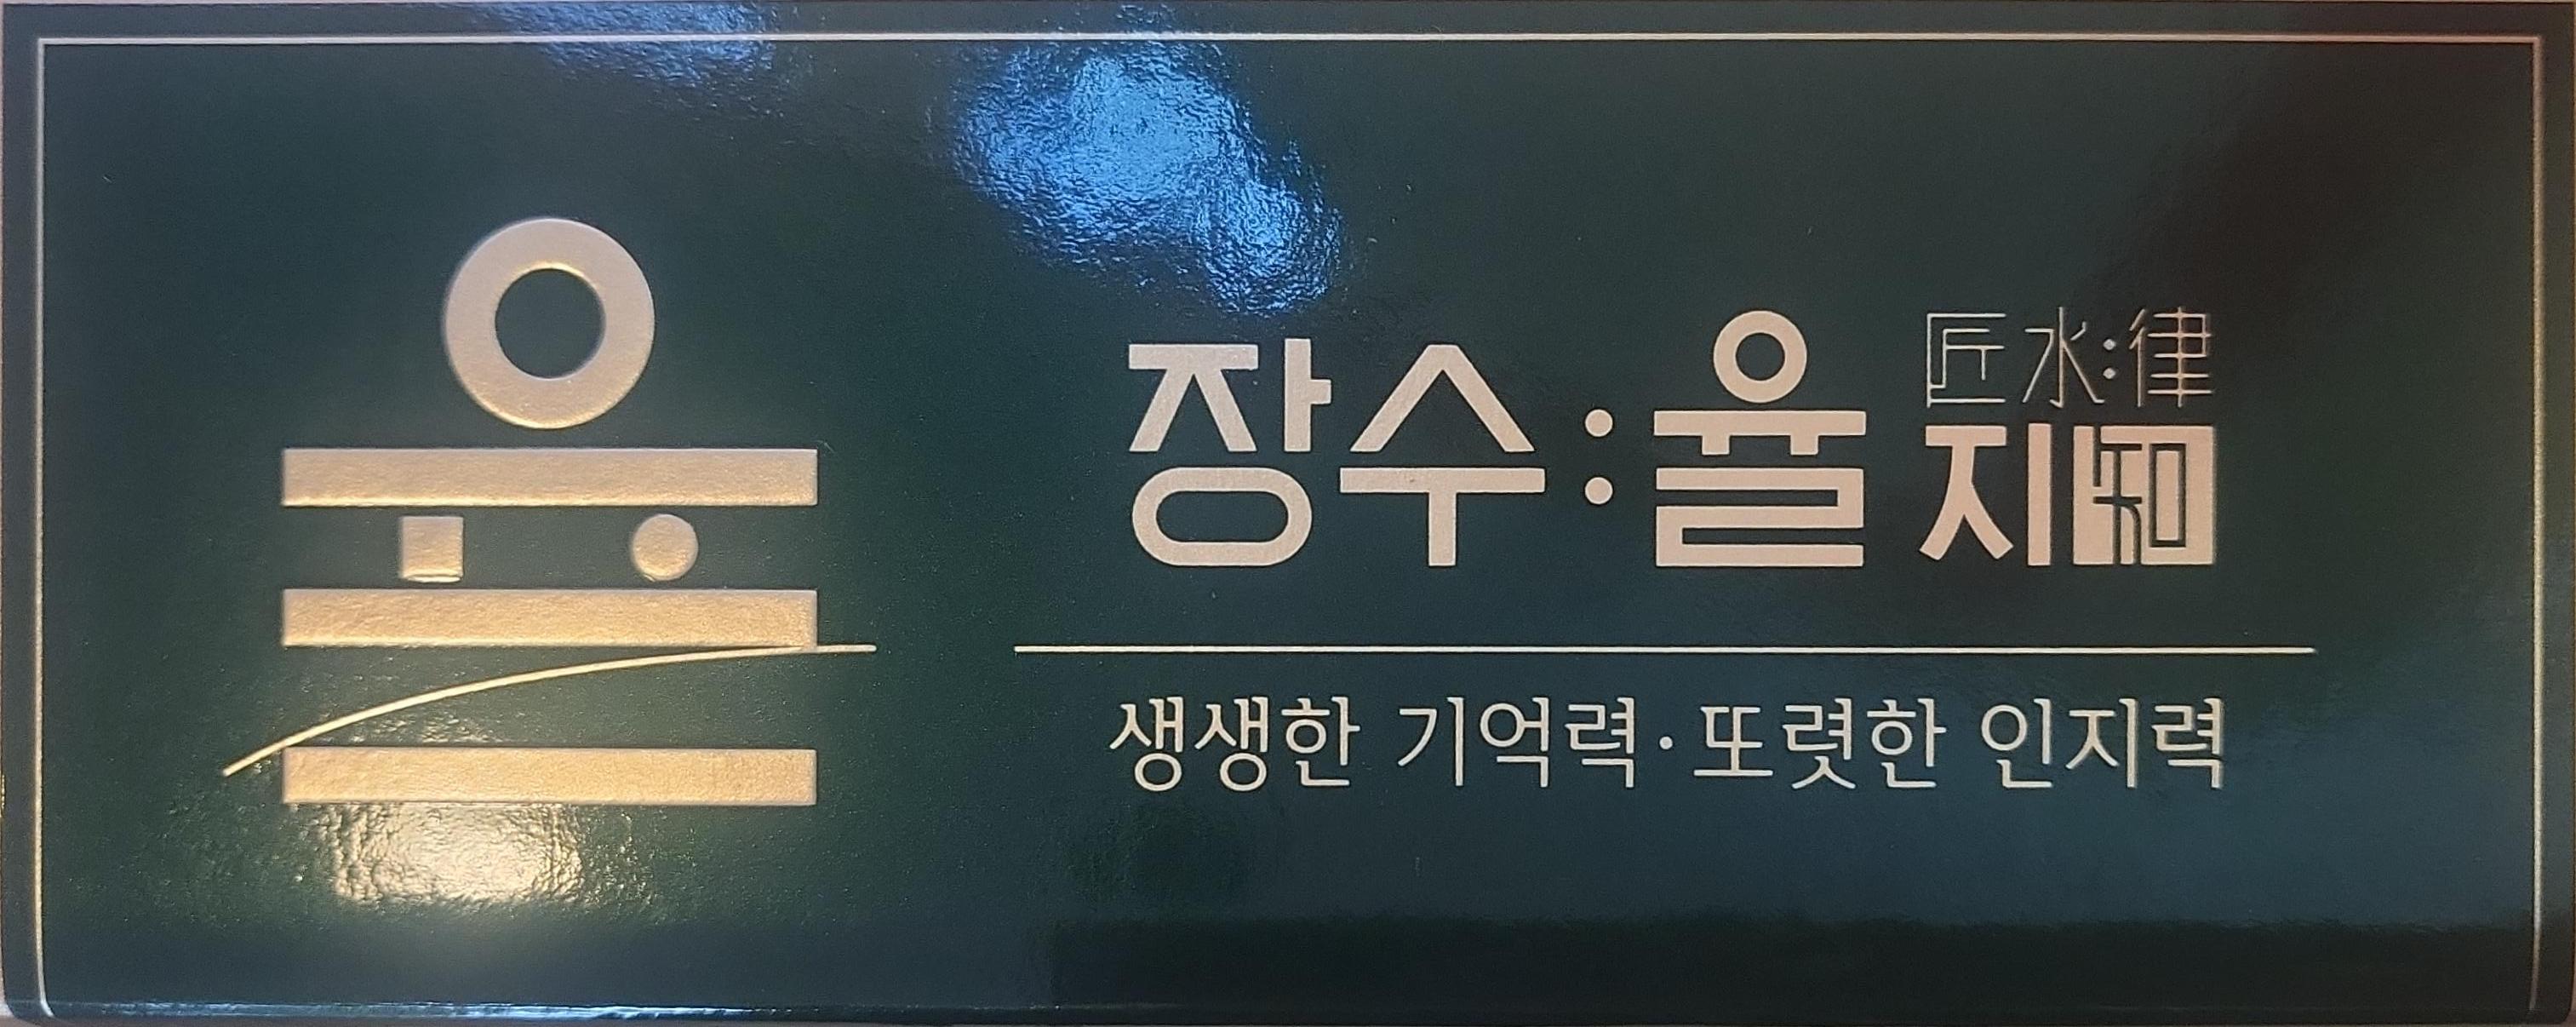 율
장수:율
匠水:律
지知
생생한 기억력·또렷한 인지력